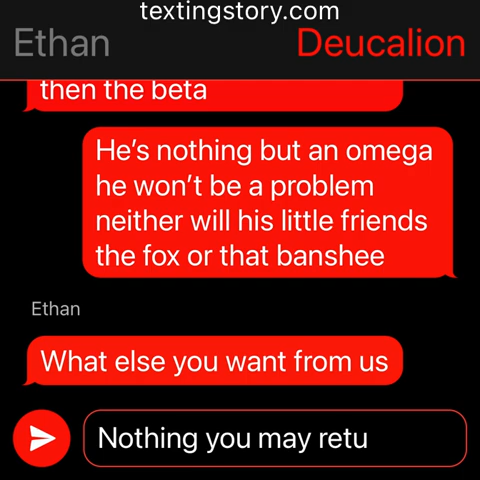 textingstory.com
Ethan
Deucalion
then the beta
He’s nothing but an omega
he won’t be a problem
neither will his little friends
the fox or that banshee
Ethan
What else you want from us
Nothing you may retu